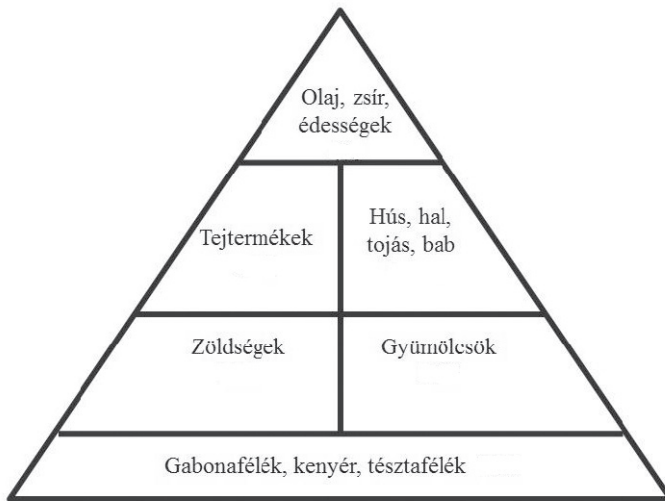 Olaj, zsír,
édességek
Tejtermékek
Hús, hal,
tojás, bab
Zöldségek
Gyümölcsök
Gabonafélék, kenyér, tésztafélék